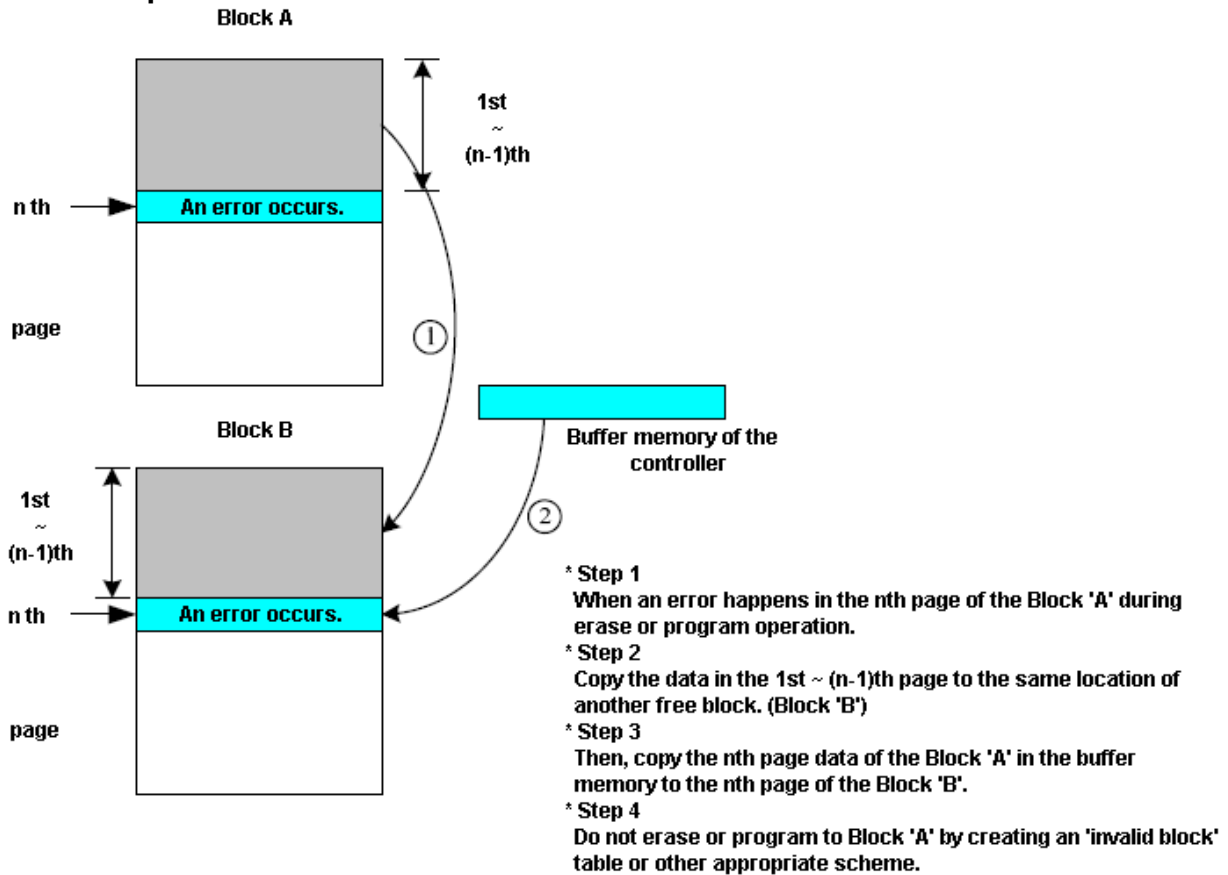 Block A
1st
~
(n-1)th
n th
An error occurs.
page
1
Block B
Buffer memory of the
controller
1st
~
(n-1)th
2
n th
An error occurs.
page
* Step 1
When an error happens in the nth page of the Block 'A' during
erase or program operation.
* Step 2
Copy the data in the 1st ~ (n-1)th page to the same location of
another free block. (Block 'B')
* Step 3
Then, copy the nth page data of the Block 'A' in the buffer
memory to the nth page of the Block 'B'.
* Step 4
Do not erase or program to Block 'A' by creating an 'invalid block'
table or other appropriate scheme.